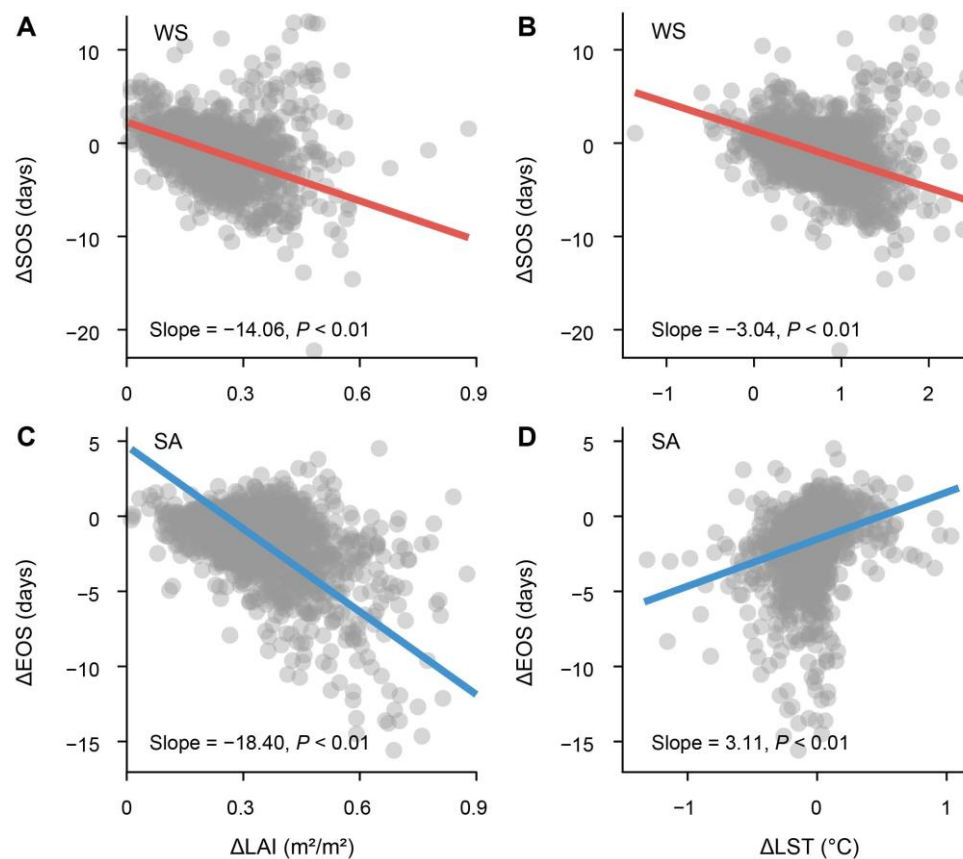 A
WS
ΔSOS (days)
10
0
−10
−20
Slope = −14.06, P < 0.01
0
0.3
0.6
0.9
B
WS
ΔSOS (days)
10
0
−10
−20
Slope = −3.04, P < 0.01
−1
0
1
2
C
SA
ΔEOS (days)
5
0
−5
−10
−15
Slope = −18.40, P < 0.01
0
0.3
0.6
0.9
ΔLAI (m²/m²)
D
SA
ΔEOS (days)
5
0
−5
−10
−15
Slope = 3.11, P < 0.01
−1
0
1
ΔLST (°C)